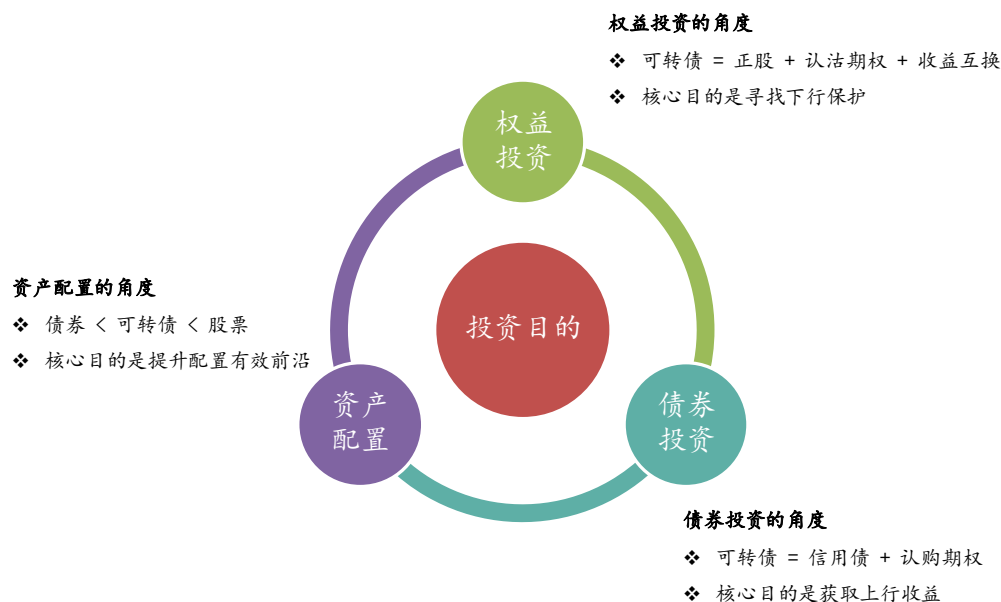 权益投资的角度
❖ 可转债 = 正股 + 认沽期权 + 收益互换
❖ 核心目的是寻找下行保护
权益
投资
资产配置的角度
❖ 债券 < 可转债 < 股票
❖ 核心目的是提升配置有效前沿
投资目的
资产
配置
债券
投资
债券投资的角度
❖ 可转债 = 信用债 + 认购期权
❖ 核心目的是获取上行收益